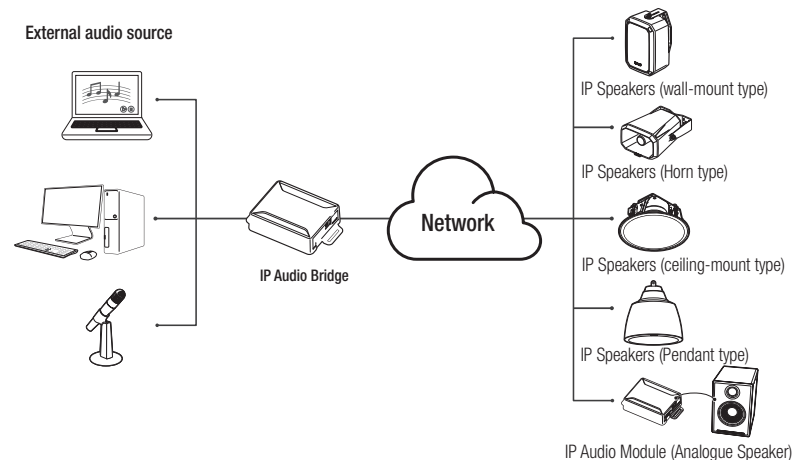 External audio source
IP Audio Bridge
Network
IP Speakers (wall-mount type)
IP Speakers (Horn type)
IP Speakers (ceiling-mount type)
IP Speakers (Pendant type)
IP Audio Module (Analogue Speaker)